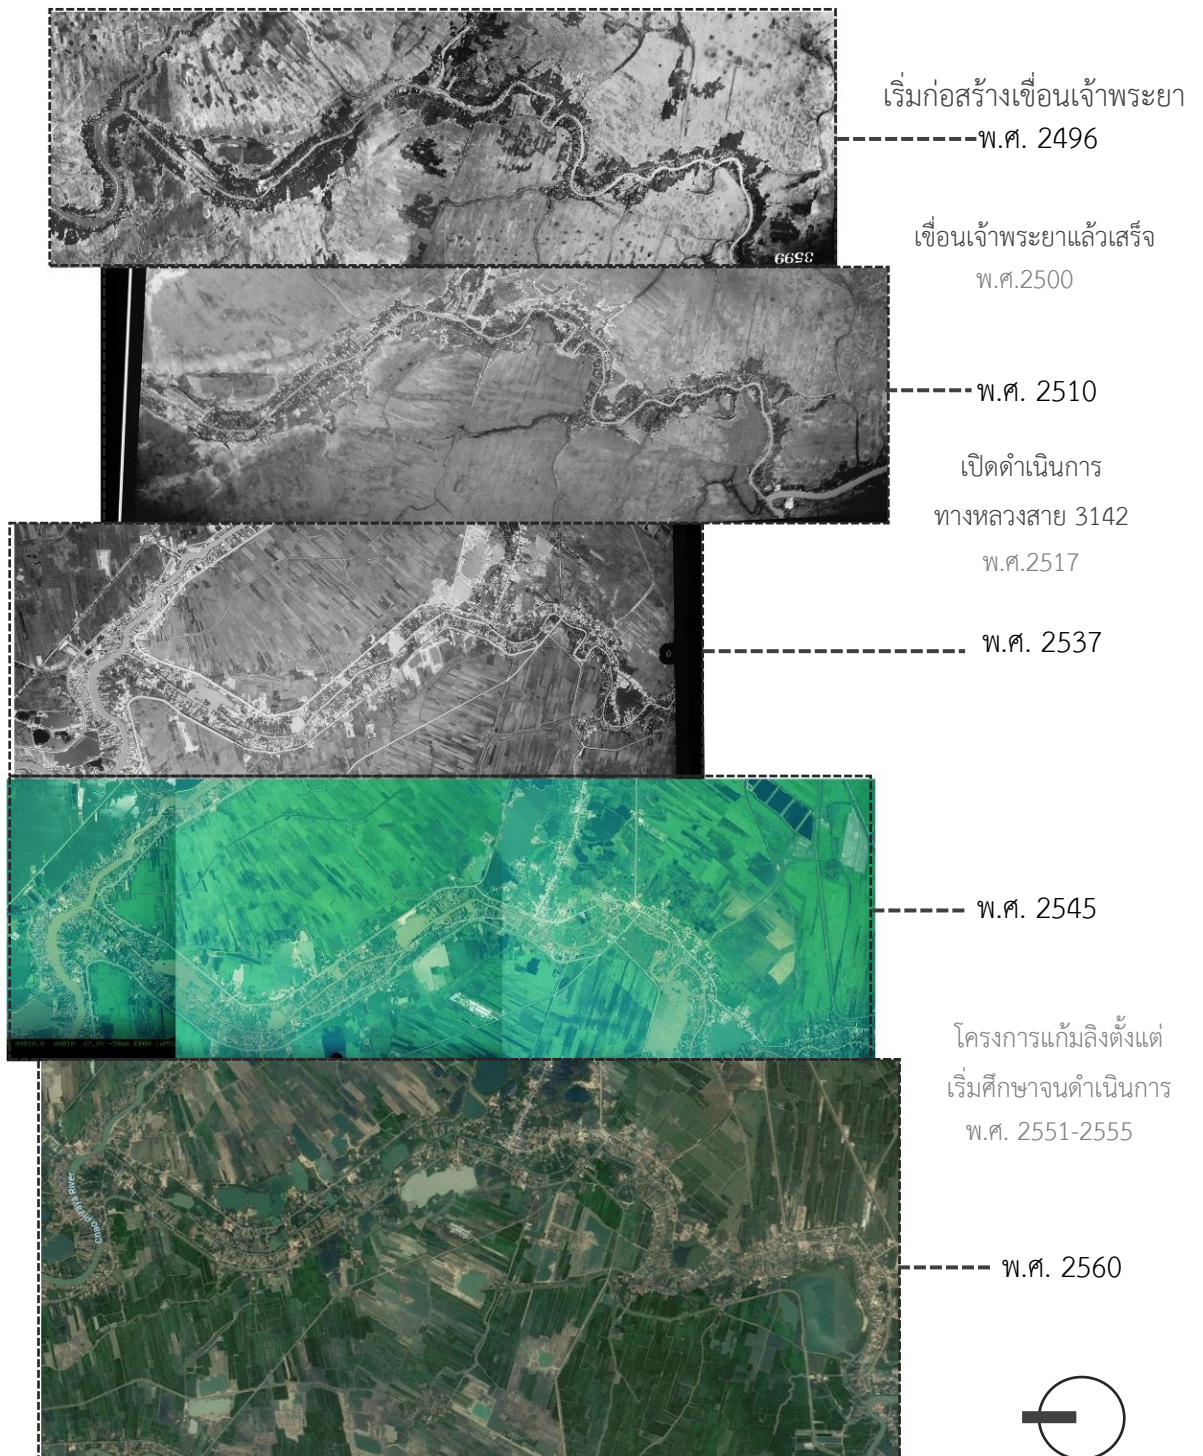 เริ่มก่อสร้างเขื่อนเจ้าพระยา
พ.ศ. 2496
3599
เขื่อนเจ้าพระยาแล้วเสร็จ
พ.ศ.2500
พ.ศ. 2510
เปิดดำเนินการ
ทางหลวงสาย 3142
พ.ศ.2517
พ.ศ. 2537
พ.ศ. 2545
โครงการแก้มลิงตั้งแต่
เริ่มศึกษาจนดำเนินการ
พ.ศ. 2551-2555
Chao Phraya River
พ.ศ. 2560